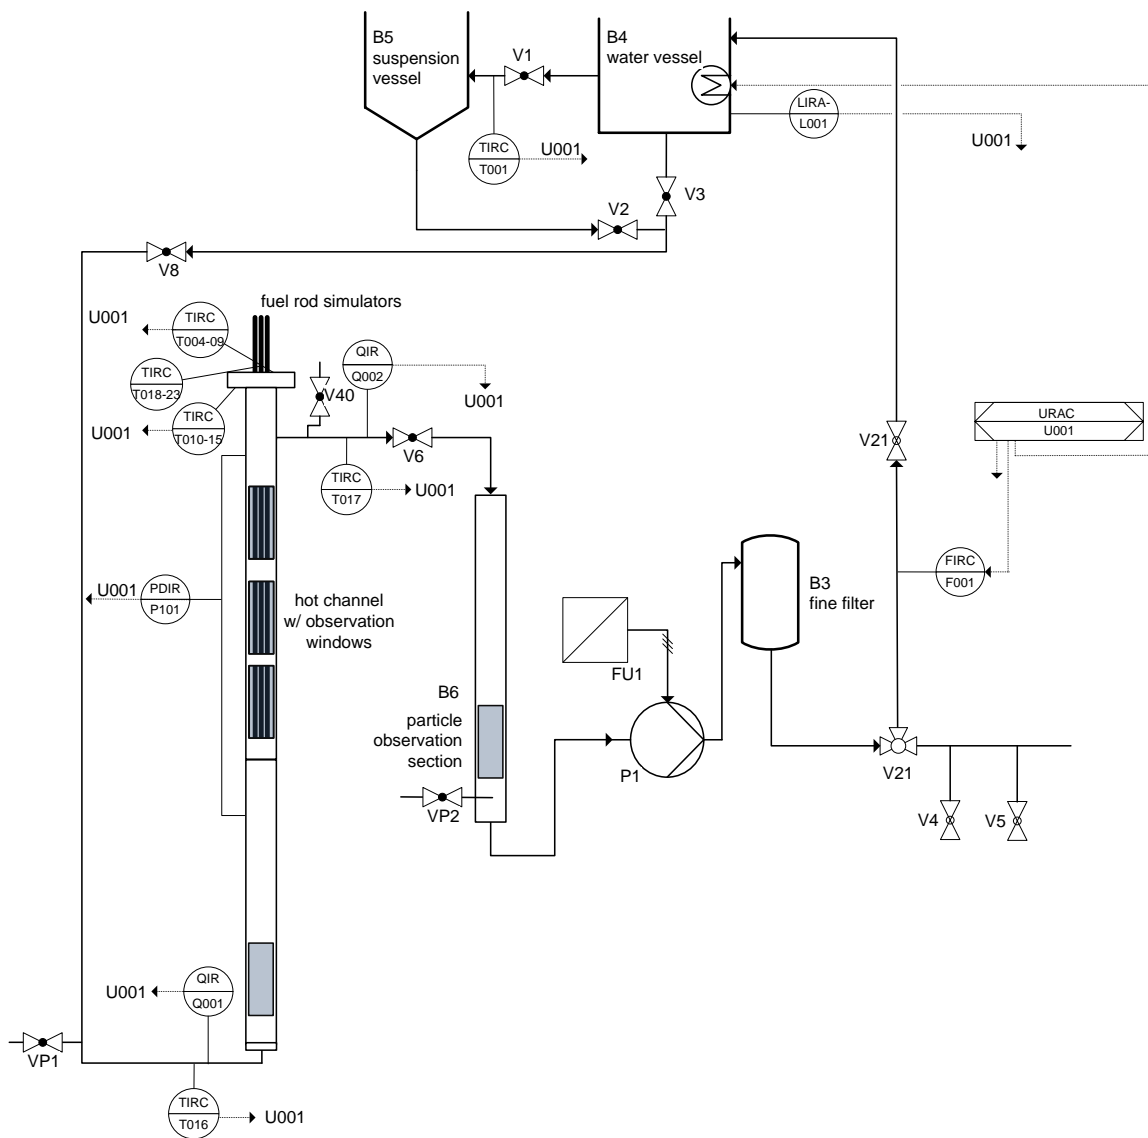 B5
suspension
vessel
V1
B4
water vessel
LIRA-
L001
U001
TIRC
T001
U001
V3
V2
V8
fuel rod simulators
U001
TIRC
T004-09
TIRC
T018-23
U001
TIRC
T010-15
V40
QIR
Q002
U001
V6
TIRC
T017
U001
V21
URAC
U001
U001
PDIR
P101
hot channel
w/ observation
windows
FIRC
F001
B3
fine filter
FU1
B6
particle
observation
section
P1
V21
VP2
V4
V5
U001
QIR
Q001
VP1
TIRC
T016
U001